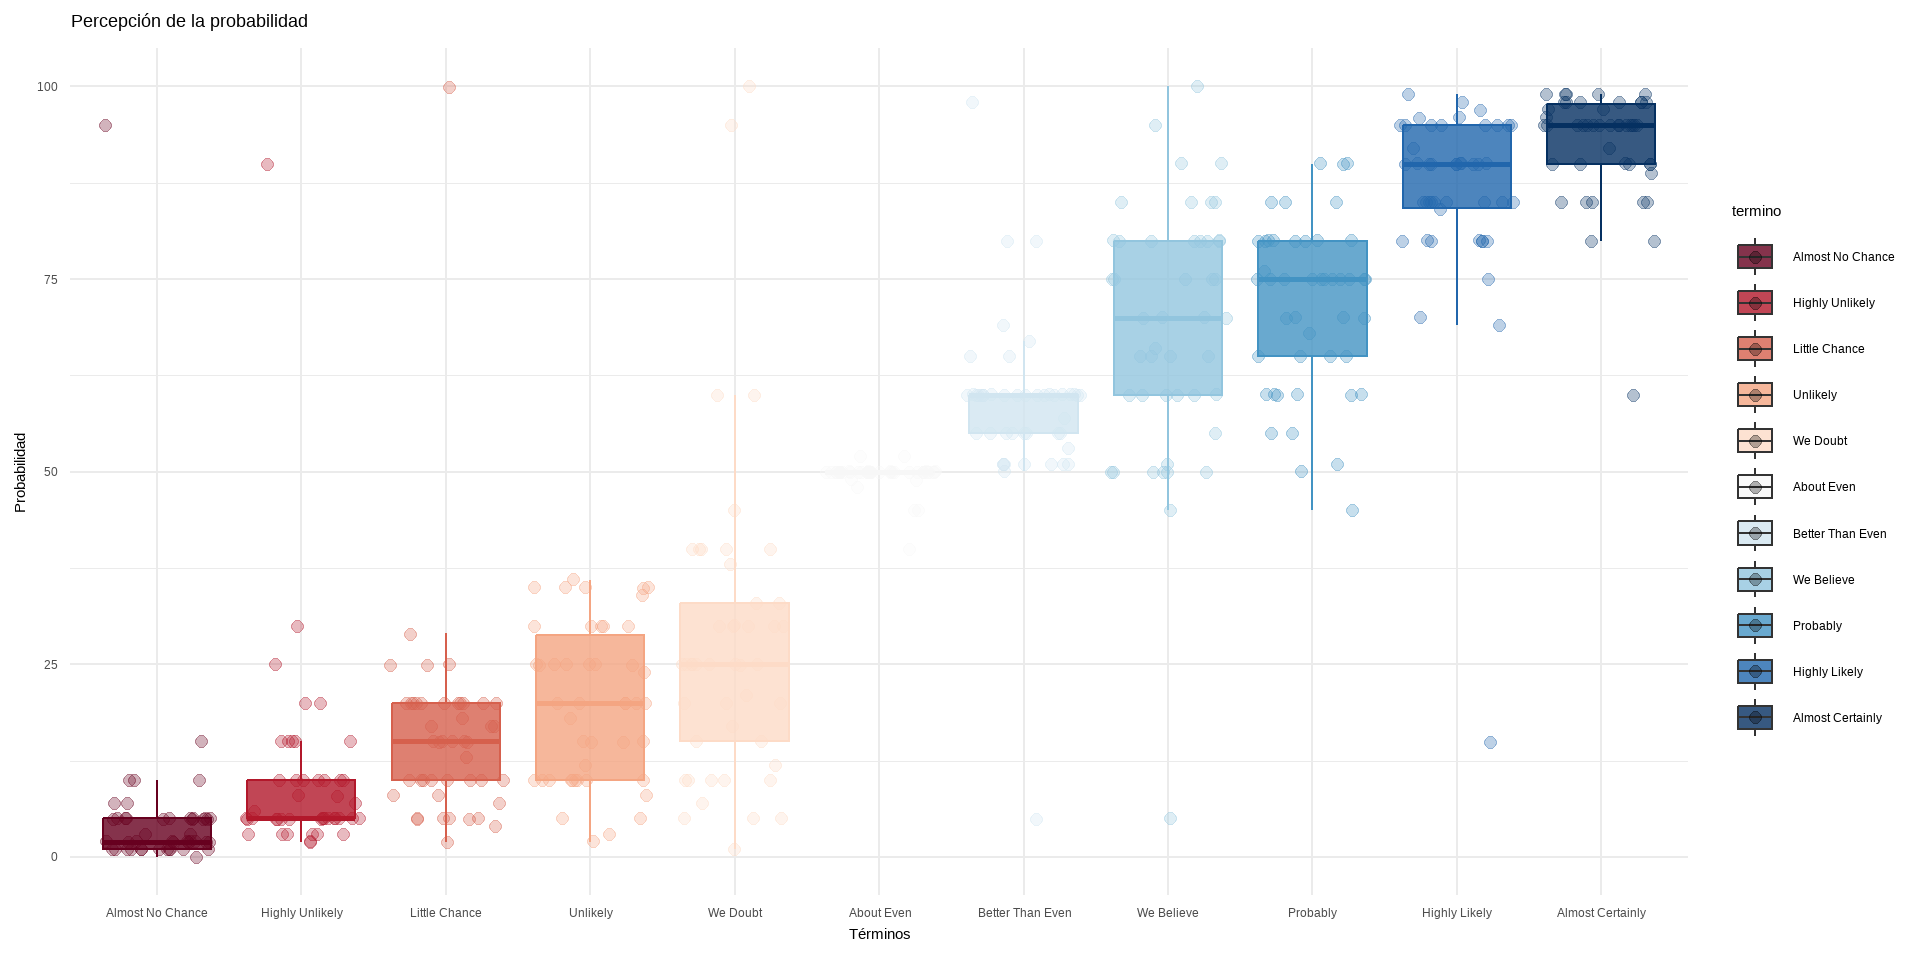 Percepción de la probabilidad
100
75
50
25
0
Probabilidad
Almost No Chance
Highly Unlikely
Little Chance
Unlikely
We Doubt
About Even
Better Than Even
We Believe
Probably
Highly Likely
Almost Certainly
Términos
termino
Almost No Chance
Highly Unlikely
Little Chance
Unlikely
We Doubt
About Even
Better Than Even
We Believe
Probably
Highly Likely
Almost Certainly